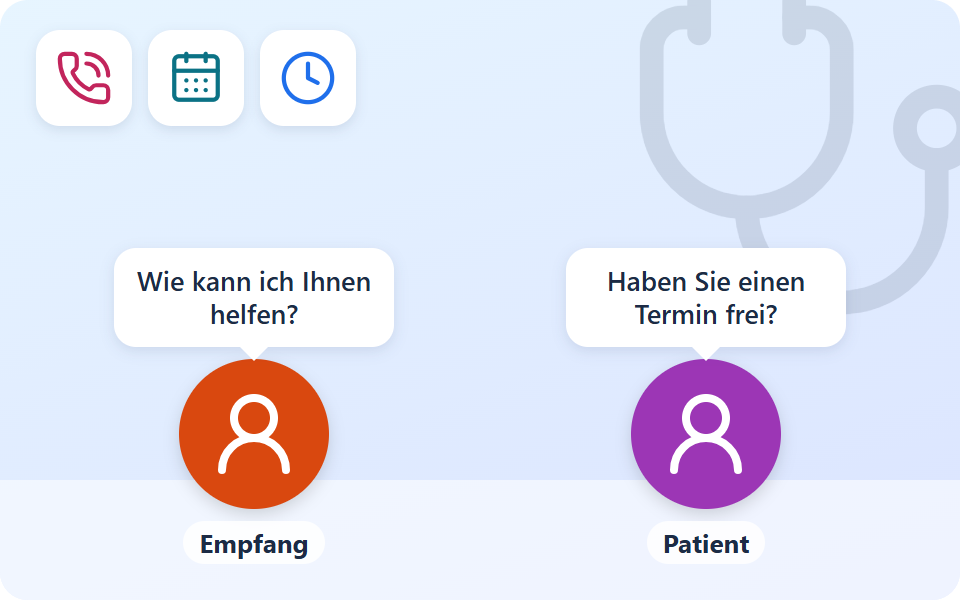 Wie kann ich Ihnen
helfen?
Haben Sie einen
Termin frei?
Empfang
Patient